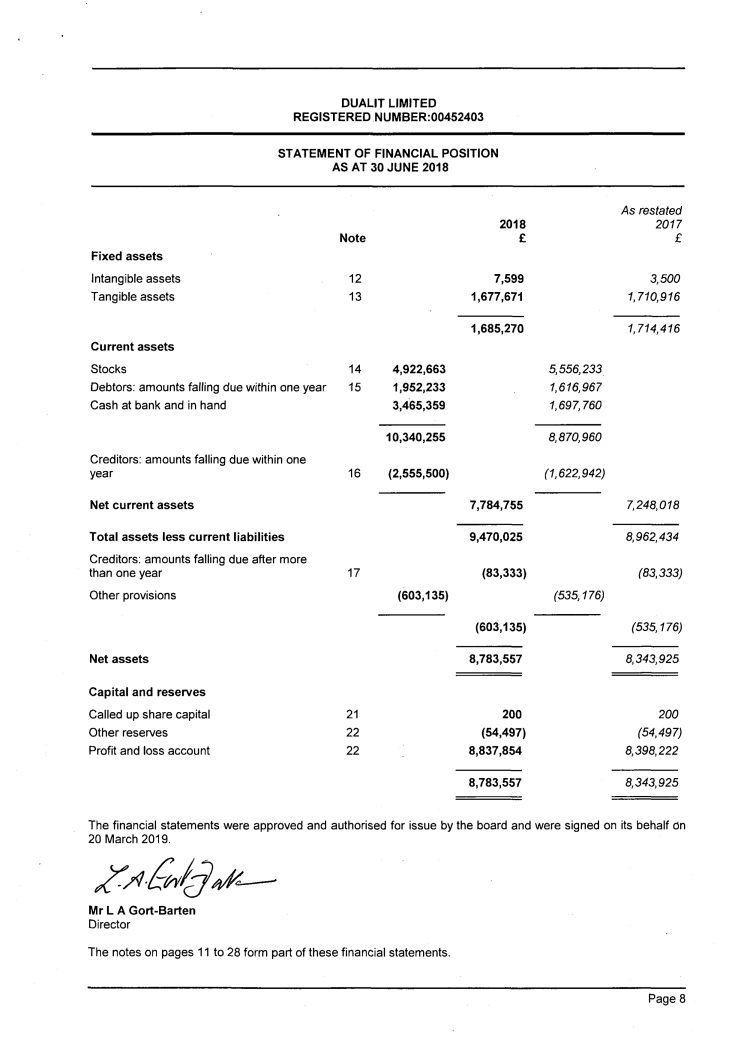 DUALIT LIMITED
REGISTERED NUMBER:00452403
STATEMENT OF FINANCIAL POSITION
AS AT 30 JUNE 2018
As restated
2018 2017
Note £ £
Fixed assets
Intangible assets 12 7,599 3,500
Tangible assets 13 1,677,671 1,710,916
1,685,270 1,714,416
Current assets
Stocks 14 4,922,663 5,556,233
Debtors: amounts falling due within one year 15 1,952,233 1,616,967
Cash at bank and in hand 3,465,359 1,697,760
10,340,255 8,870,960
Creditors: amounts falling due within one
year 16 (2,555,500) (1,622,942)
Net current assets 7,784,755 7,248,018
Total assets less current liabilities 9,470,025 8,962,434
Creditors: amounts falling due after more
than one year 17 (83,333) (83,333)
Other provisions (603,135) (535,176)
(603,135) (535,176)
Net assets 8,783,557 8,343,925
Capital and reserves
Called up share capital 21 200 200
Other reserves 22 (54,497) (54,497)
Profit and loss account 22 8,837,854 8,398,222
8,783,557 8,343,925
The financial statements were approved and authorised for issue by the board and were signed on its behalf on
20 March 2019.
L.A.Gort-Barten
Mr L A Gort-Barten
Director
The notes on pages 11 to 28 form part of these financial statements.
Page 8